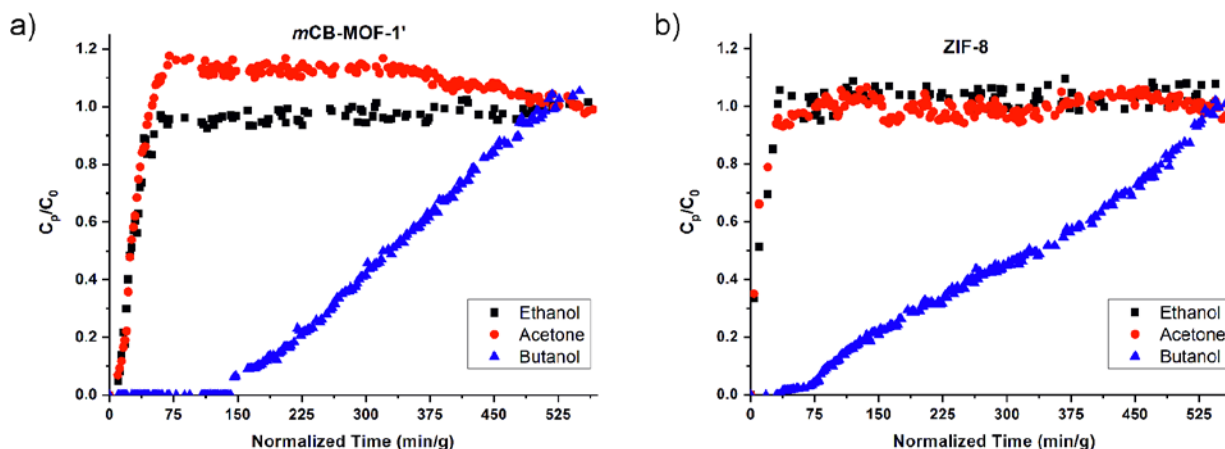 a)
mCB-MOF-1'
1.2
1.0
0.8
0.6
0.4
0.2
0.0
Cp/C0
0 75 150 225 300 375 450 525
Normalized Time (min/g)
Ethanol
Acetone
Butanol
b)
ZIF-8
1.2
1.0
0.8
0.6
0.4
0.2
0.0
Cp/C0
0 75 150 225 300 375 450 525
Normalized Time (min/g)
Ethanol
Acetone
Butanol